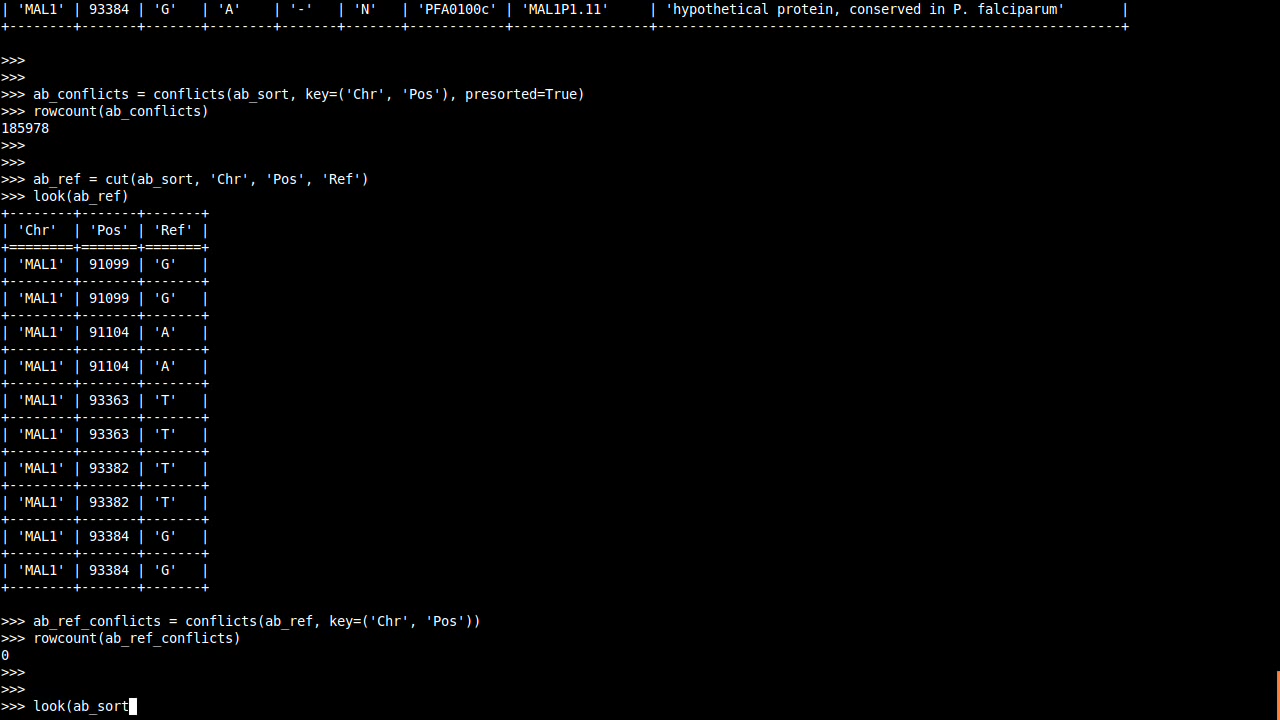 | 'MAL1' | 93384 | 'G'   | 'A'    | '-'   | 'N'   | 'PFA0100c' | 'MAL1P1.11'     | 'hypothetical protein, conserved in P. falciparum'       |
+--------+-------+-------+--------+-------+-------+------------+-----------------+----------------------------------------------------------+

>>>
>>>
>>> ab_conflicts = conflicts(ab_sort, key=('Chr', 'Pos'), presorted=True)
>>> rowcount(ab_conflicts)
185978
>>>
>>>
>>> ab_ref = cut(ab_sort, 'Chr', 'Pos', 'Ref')
>>> look(ab_ref)
+--------+-------+-------+
| 'Chr'  | 'Pos' | 'Ref' |
+========+=======+=======+
| 'MAL1' | 91099 | 'G'   |
+--------+-------+-------+
| 'MAL1' | 91099 | 'G'   |
+--------+-------+-------+
| 'MAL1' | 91104 | 'A'   |
+--------+-------+-------+
| 'MAL1' | 91104 | 'A'   |
+--------+-------+-------+
| 'MAL1' | 93363 | 'T'   |
+--------+-------+-------+
| 'MAL1' | 93363 | 'T'   |
+--------+-------+-------+
| 'MAL1' | 93382 | 'T'   |
+--------+-------+-------+
| 'MAL1' | 93382 | 'T'   |
+--------+-------+-------+
| 'MAL1' | 93384 | 'G'   |
+--------+-------+-------+
| 'MAL1' | 93384 | 'G'   |
+--------+-------+-------+

>>> ab_ref_conflicts = conflicts(ab_ref, key=('Chr', 'Pos'))
>>> rowcount(ab_ref_conflicts)
0
>>>
>>>
>>> look(ab_sort